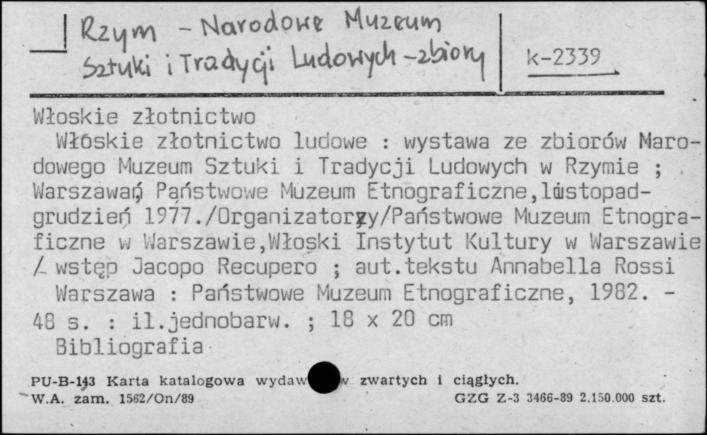 Rzym - Narodowe Muzeum
Sztuki i Tradycji Ludowych - zbiory
k-2339
Włoskie złotnictwo
Włoskie złotnictwo ludowe : wystawa ze zbiorów Naro-
dowego Muzeum Sztuki i Tradycji Ludowych w Rzymie ;
Warszawa, Państwowe Muzeum Etnograficzne, listopad-
grudzień 1977./Organizatorzy/Państwowe Muzeum Etnogra-
ficzne w Warszawie,Włoski Instytut Kultury w Warszawie
/ wstęp Jacopo Recupero ; aut.tekstu Annabella Rossi
Warszawa : Państwowe Muzeum Etnograficzne, 1982. -
48 s. : il.jednobarw. ; 18 x 20 cm
Bibliografia
PU-B-143 Karta katalogowa wydaw w zwartych i ciągłych.
W.A. zam. 1562/On/89 GZG Z-3 3466-89 2.150.000 szt.